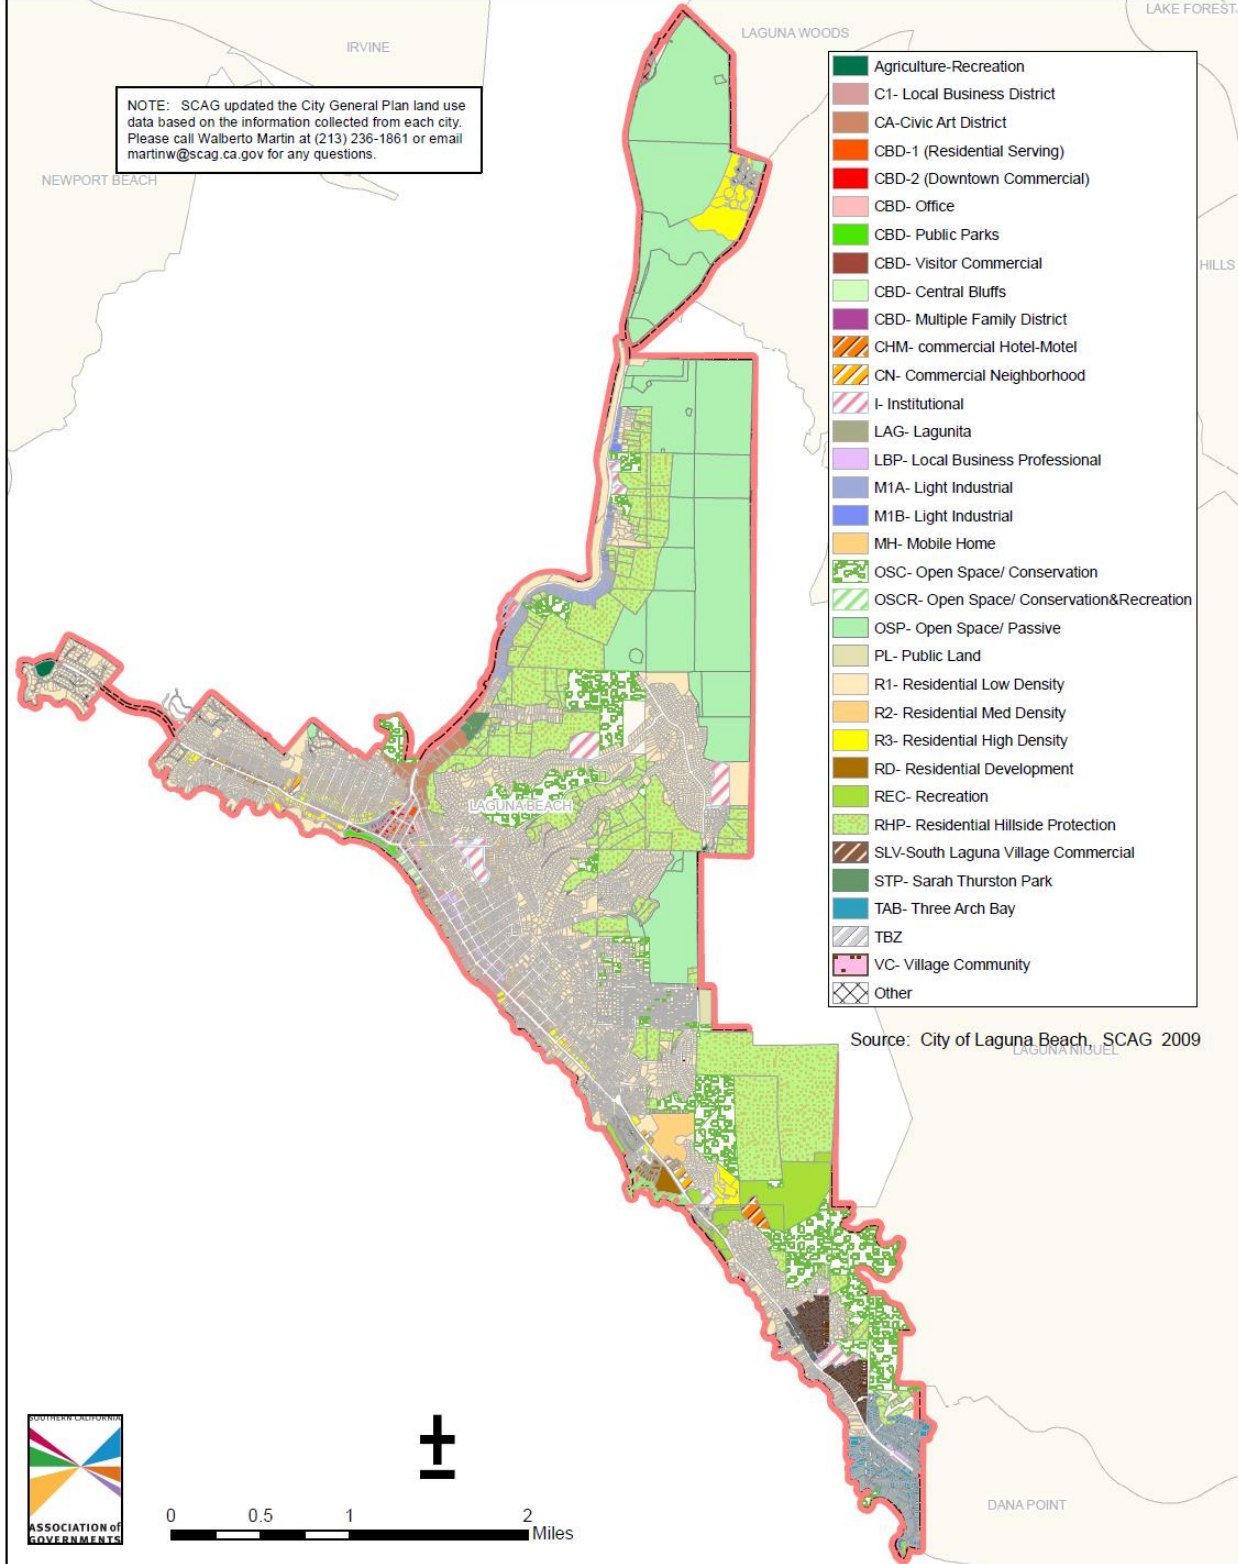 LAKE FOREST
LAGUNA WOODS
IRVINE
NOTE: SCAG updated the City General Plan land use
data based on the information collected from each city.
Please call Walberto Martin at (213) 236-1861 or email
martinw@scag.ca.gov for any questions.
NEWPORT BEACH
HILLS
Agriculture-Recreation
C1- Local Business District
CA-Civic Art District
CBD-1 (Residential Serving)
CBD-2 (Downtown Commercial)
CBD- Office
CBD- Public Parks
CBD- Visitor Commercial
CBD- Central Bluffs
CBD- Multiple Family District
CHM- commercial Hotel-Motel
CN- Commercial Neighborhood
I- Institutional
LAG- Lagunita
LBP- Local Business Professional
M1A- Light Industrial
M1B- Light Industrial
MH- Mobile Home
OSC- Open Space/ Conservation
OSCR- Open Space/ Conservation&Recreation
OSP- Open Space/ Passive
PL- Public Land
R1- Residential Low Density
R2- Residential Med Density
R3- Residential High Density
RD- Residential Development
REC- Recreation
RHP- Residential Hillside Protection
SLV-South Laguna Village Commercial
STP- Sarah Thurston Park
TAB- Three Arch Bay
TBZ
VC- Village Community
Other
LAGUNA BEACH
Source: City of Laguna Beach, SCAG 2009
LAGUNA NIGUEL
DANA POINT
SOUTHERN CALIFORNIA
ASSOCIATION of
GOVERNMENTS
0 0.5 1 2
Miles